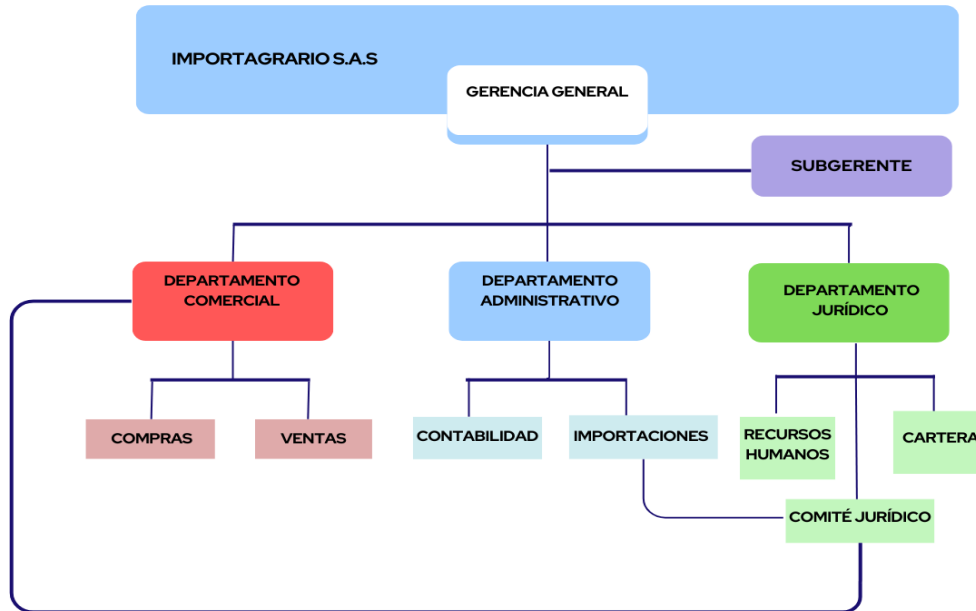 IMPORTAGRARIO S.A.S
GERENCIA GENERAL
SUBGERENTE
DEPARTAMENTO
COMERCIAL
DEPARTAMENTO
ADMINISTRATIVO
DEPARTAMENTO
JURÍDICO
COMPRAS
VENTAS
CONTABILIDAD
IMPORTACIONES
RECURSOS
HUMANOS
CARTERA
COMITÉ JURÍDICO